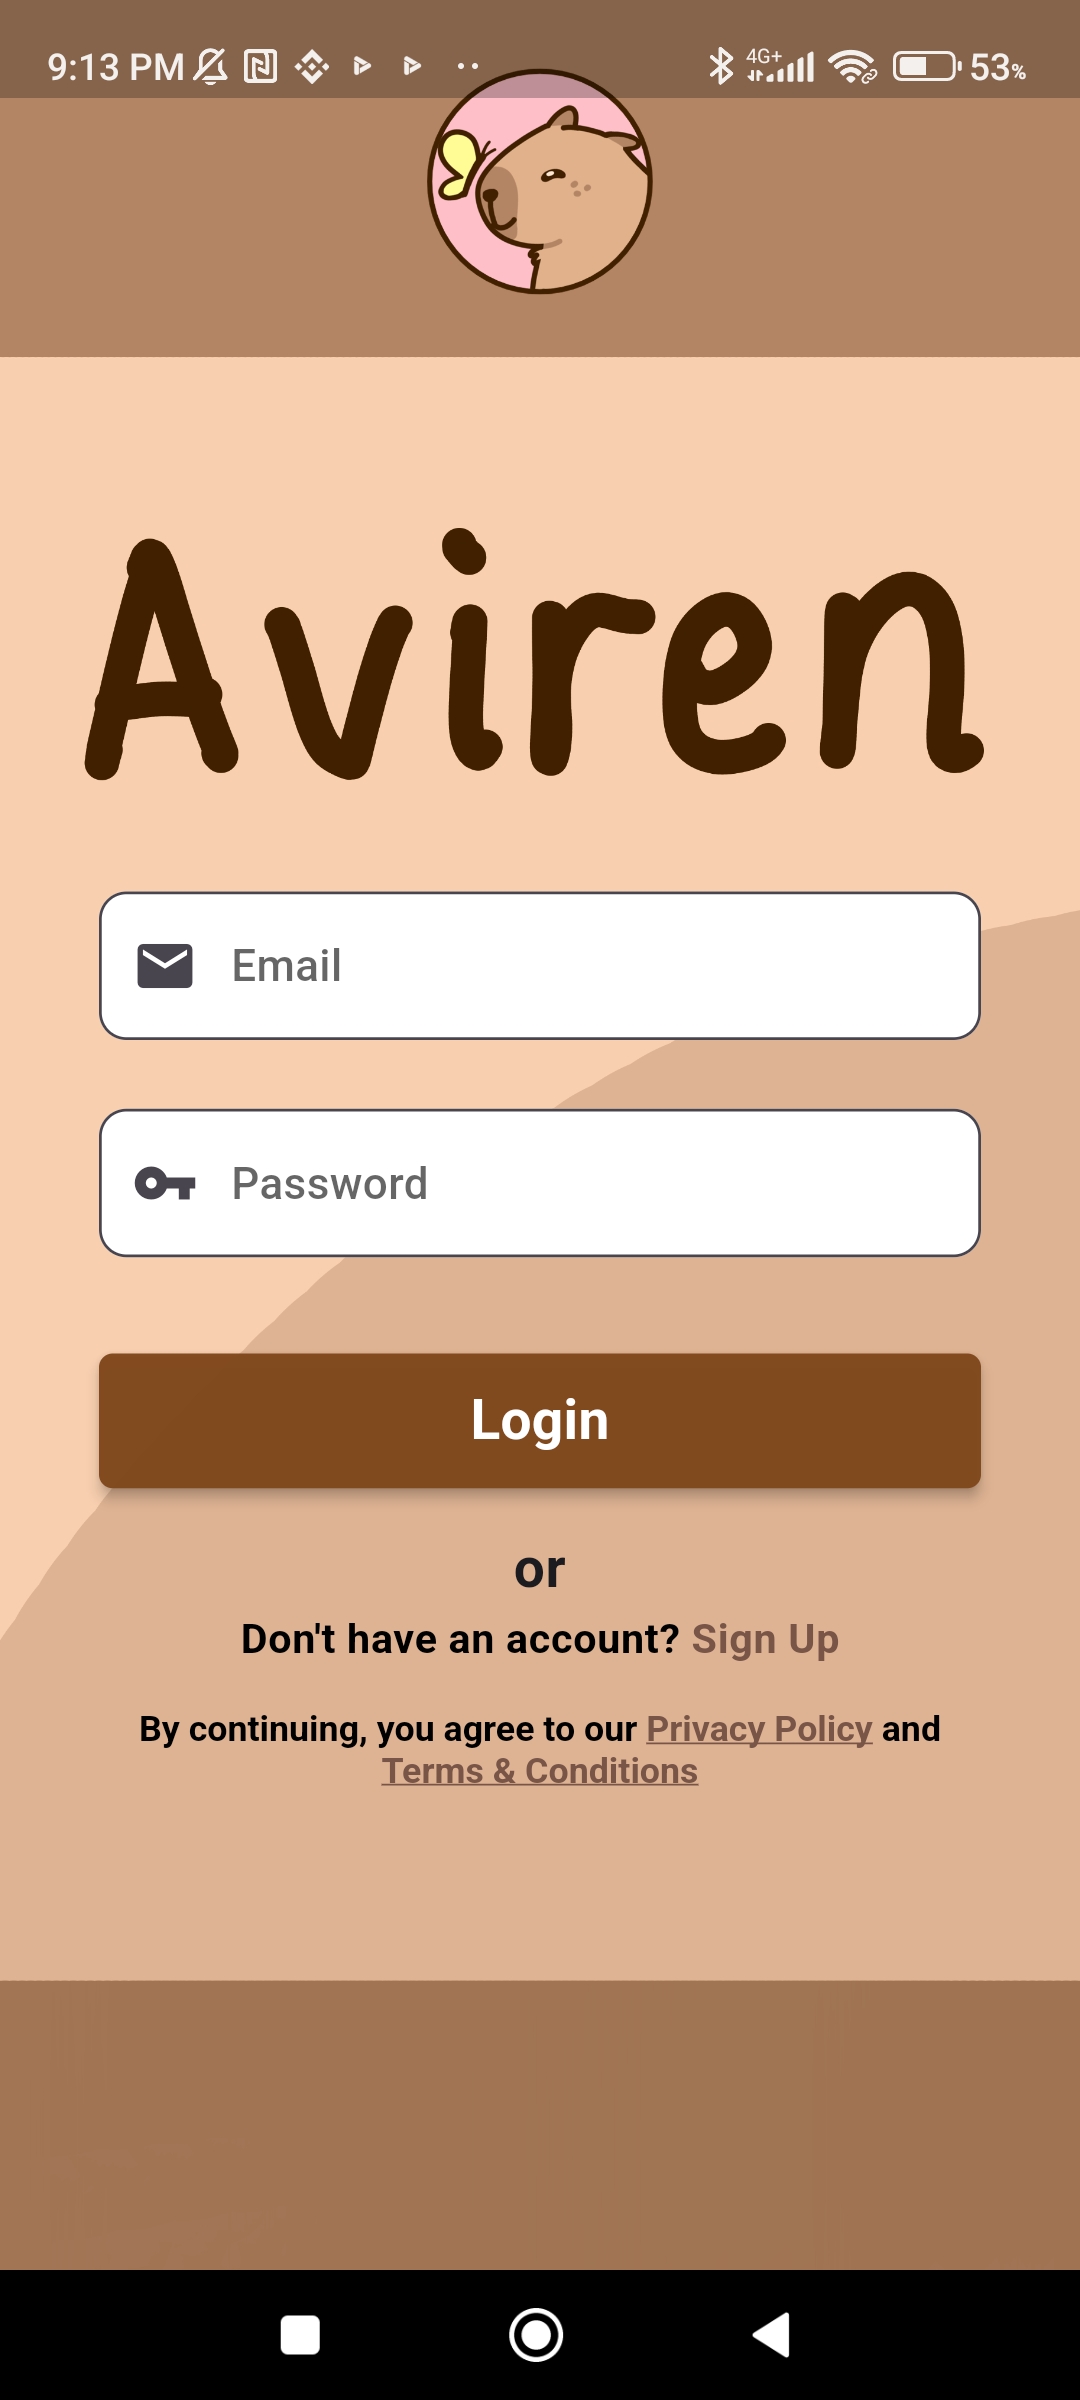 9:13 PM 4G+ 53%
Aviren
Email
Password
Login
or
Don't have an account? Sign Up
By continuing, you agree to our Privacy Policy and
Terms & Conditions